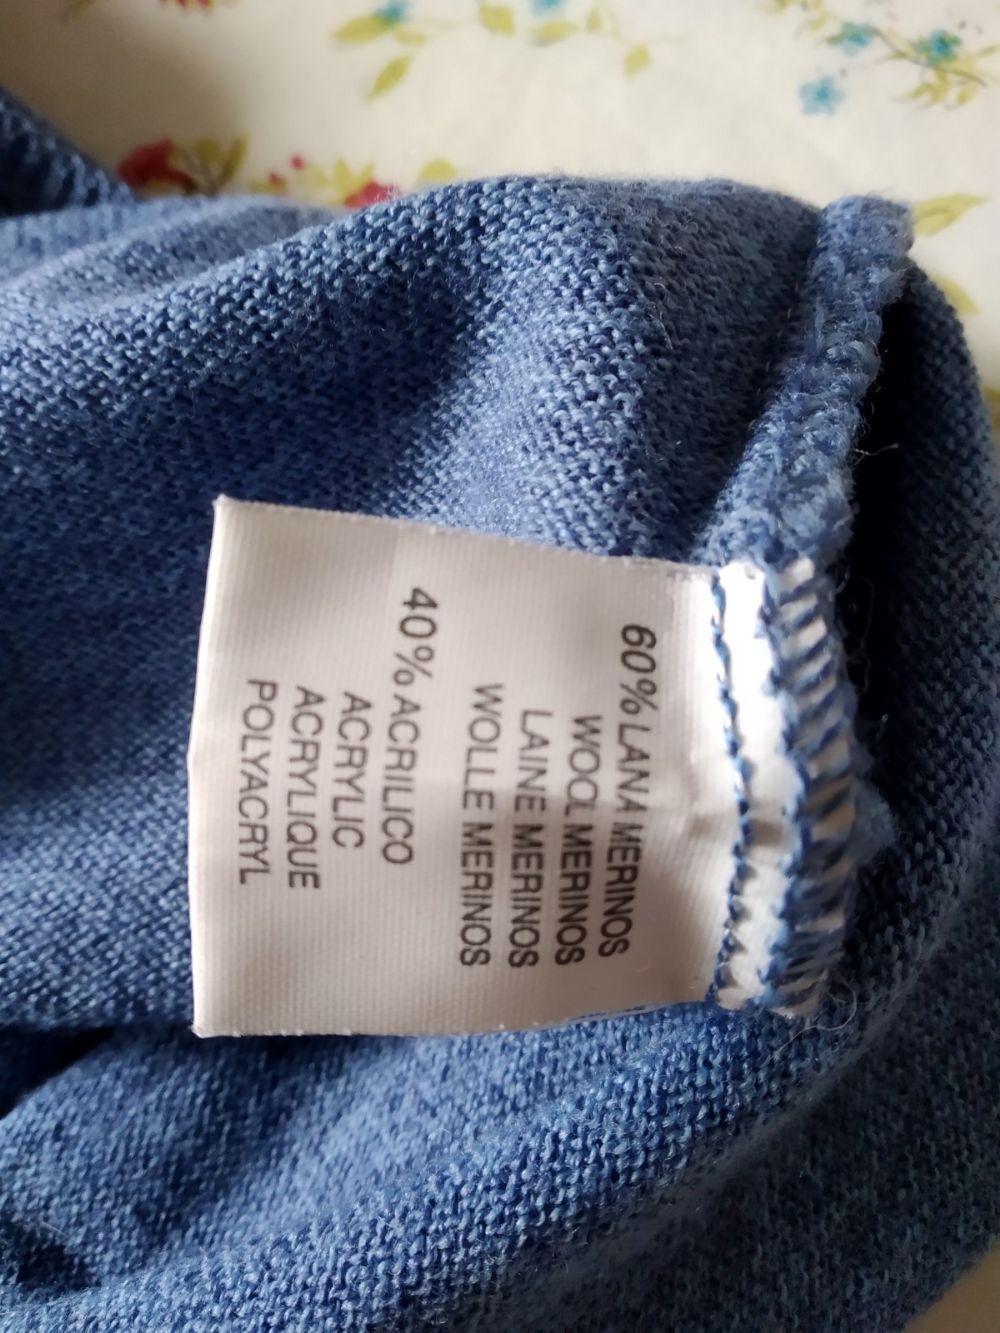 60% LANA MERINOS
WOOL MERINOS
LAINE MERINOS
WOLLE MERINOS
40% ACRILICO
ACRYLIC
ACRYLIQUE
POLYACRYL